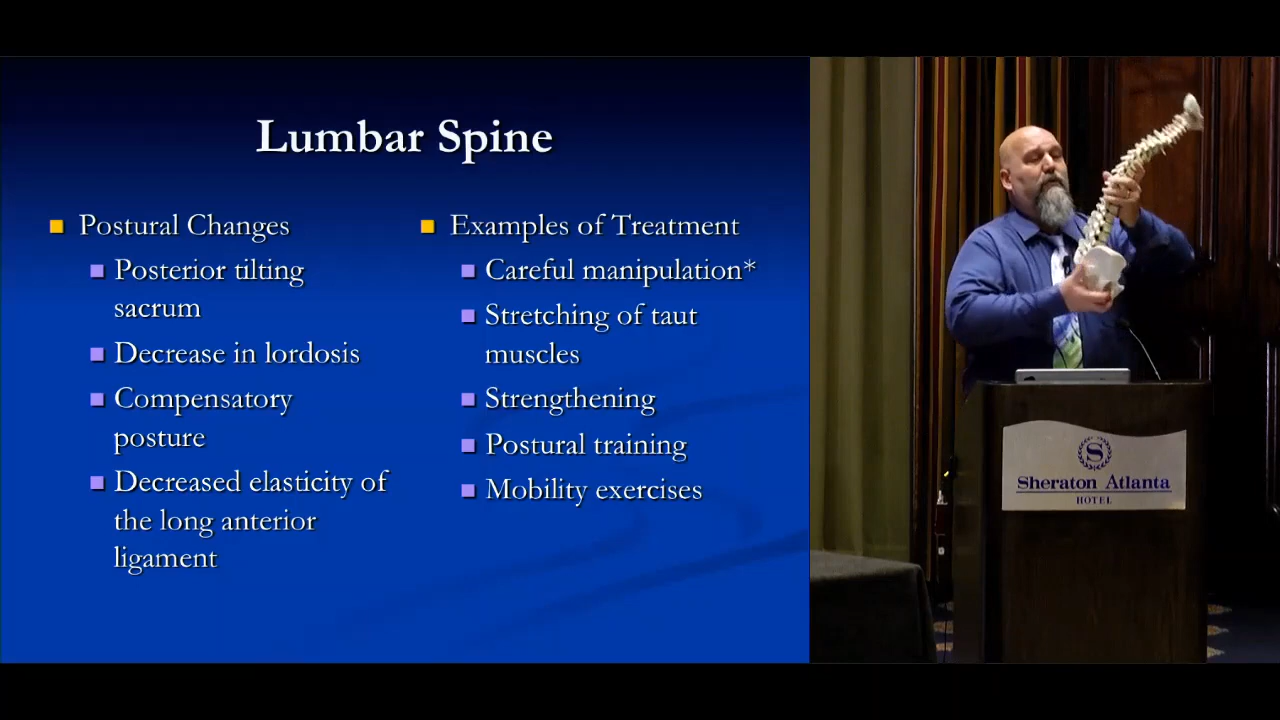 Lumbar Spine
Postural Changes
Posterior tilting
sacrum
Decrease in lordosis
Compensatory
posture
Decreased elasticity of
the long anterior
ligament
Examples of Treatment
Careful manipulation*
Stretching of taut
muscles
Strengthening
Postural training
Mobility exercises
S
Sheraton Atlanta
HOTEL